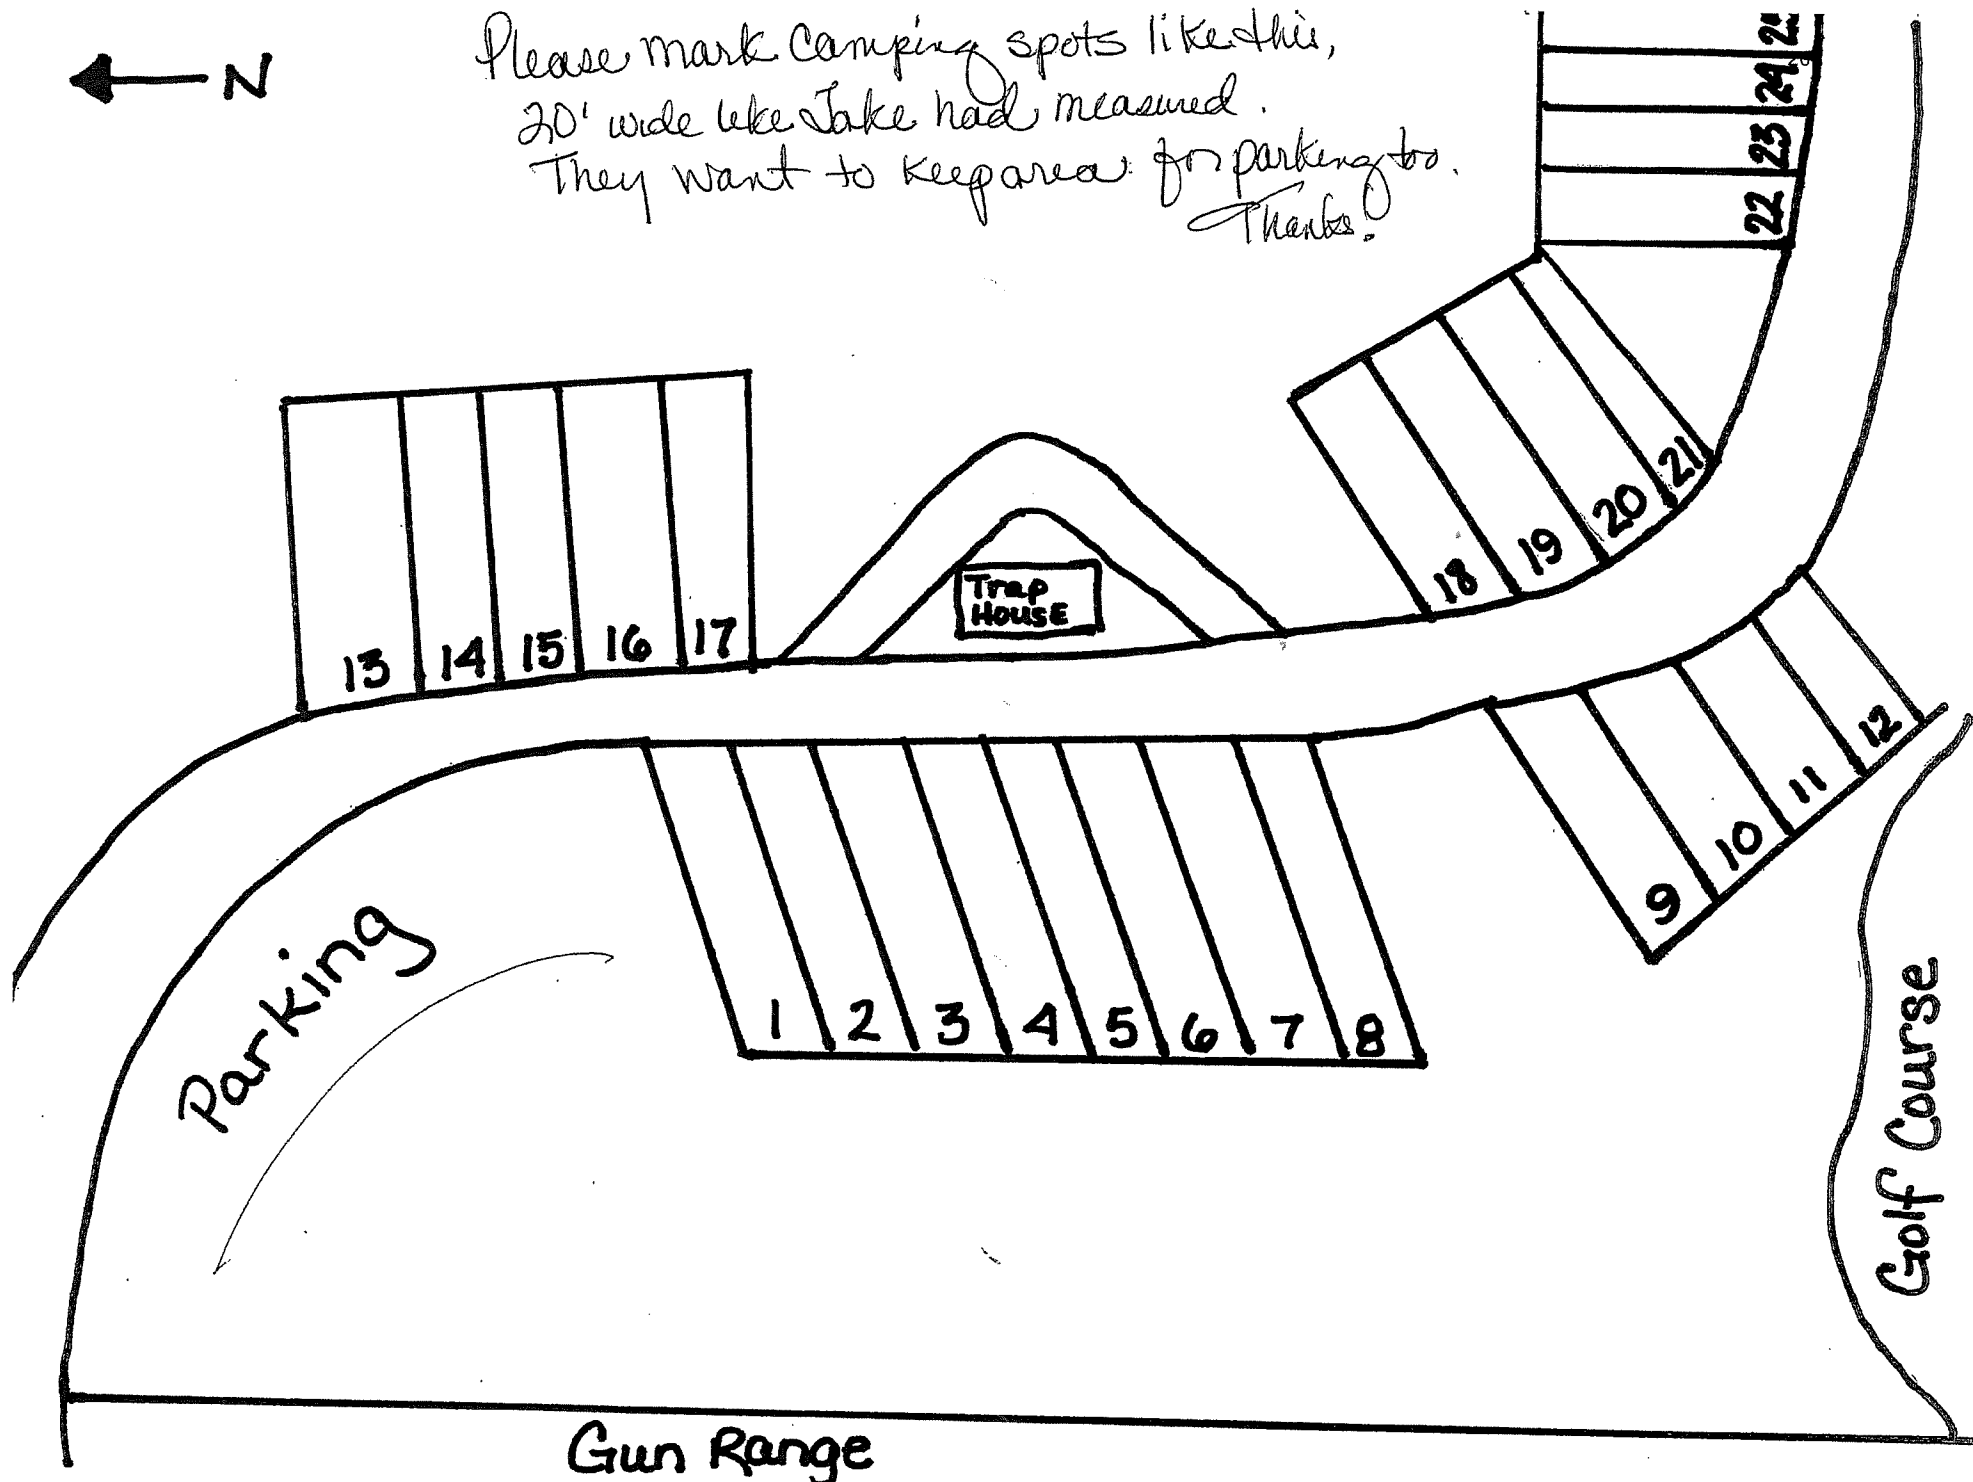 N
Please mark Camping spots like this,
20' wide like Jake had measured.
They want to keep area for parking too.
Thanks!
24
23
22
21
20
19
18
17
16
15
14
13
Trap
House
12
11
10
9
1 2 3 4 5 6 7 8
Parking
Golf Course
Gun Range